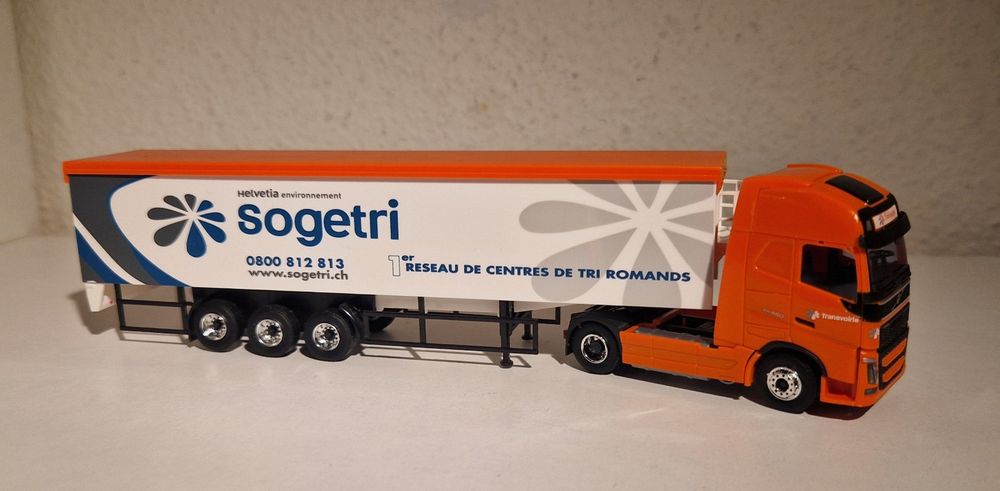 Helvetia environnement
sogetri
0800 812 813
www.sogetri.ch
1er RESEAU DE CENTRES DE TRI ROMANDS
Transvoirie